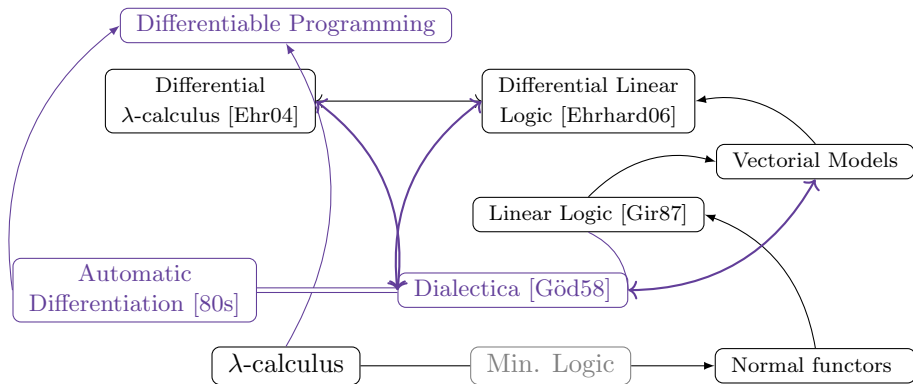 Differentiable Programming
Differential
λ-calculus [Ehr04]
Differential Linear
Logic [Ehrhard06]
Vectorial Models
Linear Logic [Gir87]
Automatic
Differentiation [80s]
Dialectica [Göd58]
λ-calculus
Min. Logic
Normal functors